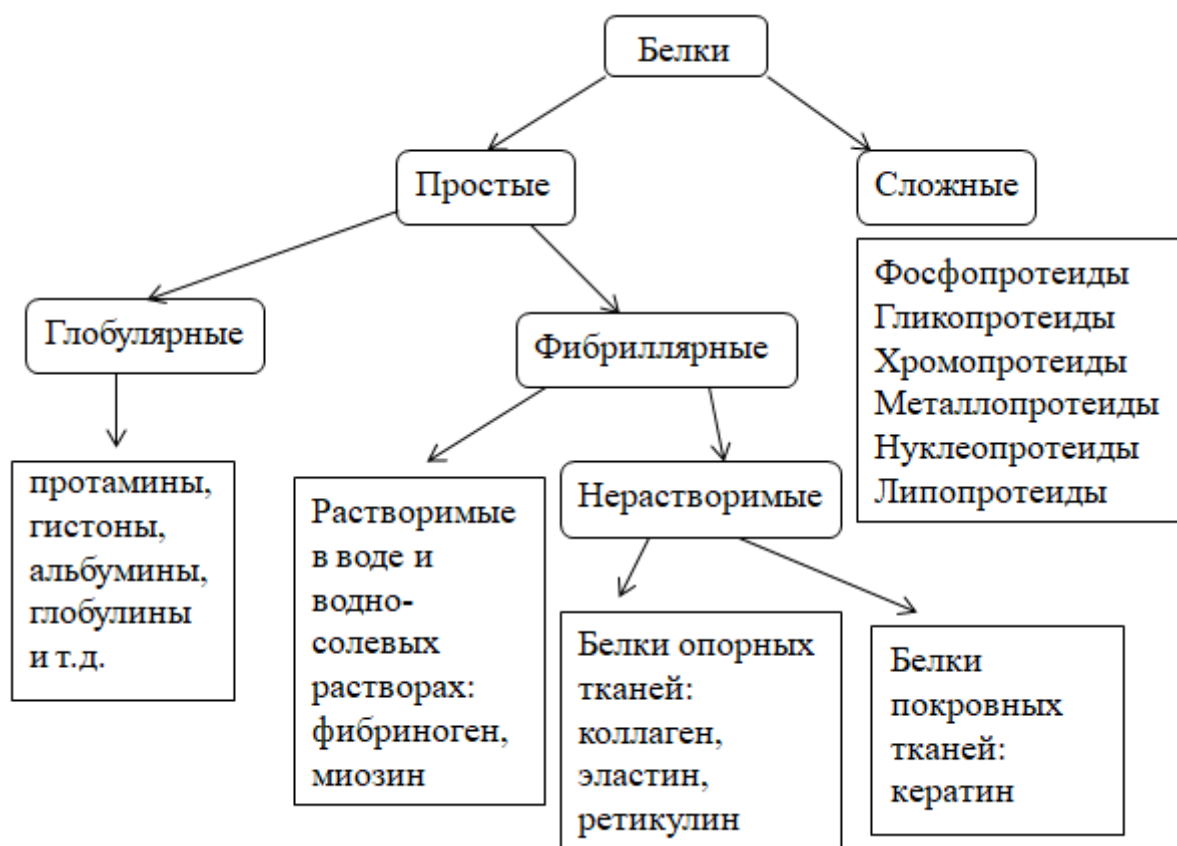 Белки
Простые
Сложные
Фосфопротеиды
Гликопротеиды
Хромопротеиды
Металлопротеиды
Нуклеопротеиды
Липопротеиды
Глобулярные
Фибриллярные
протамины,
гистоны,
альбумины,
глобулины
и т.д.
Растворимые
в воде и
водно-
солевых
растворах:
фибриноген,
миозин
Нерастворимые
Белки опорных
тканей:
коллаген,
эластин,
ретикулин
Белки
покровных
тканей:
кератин